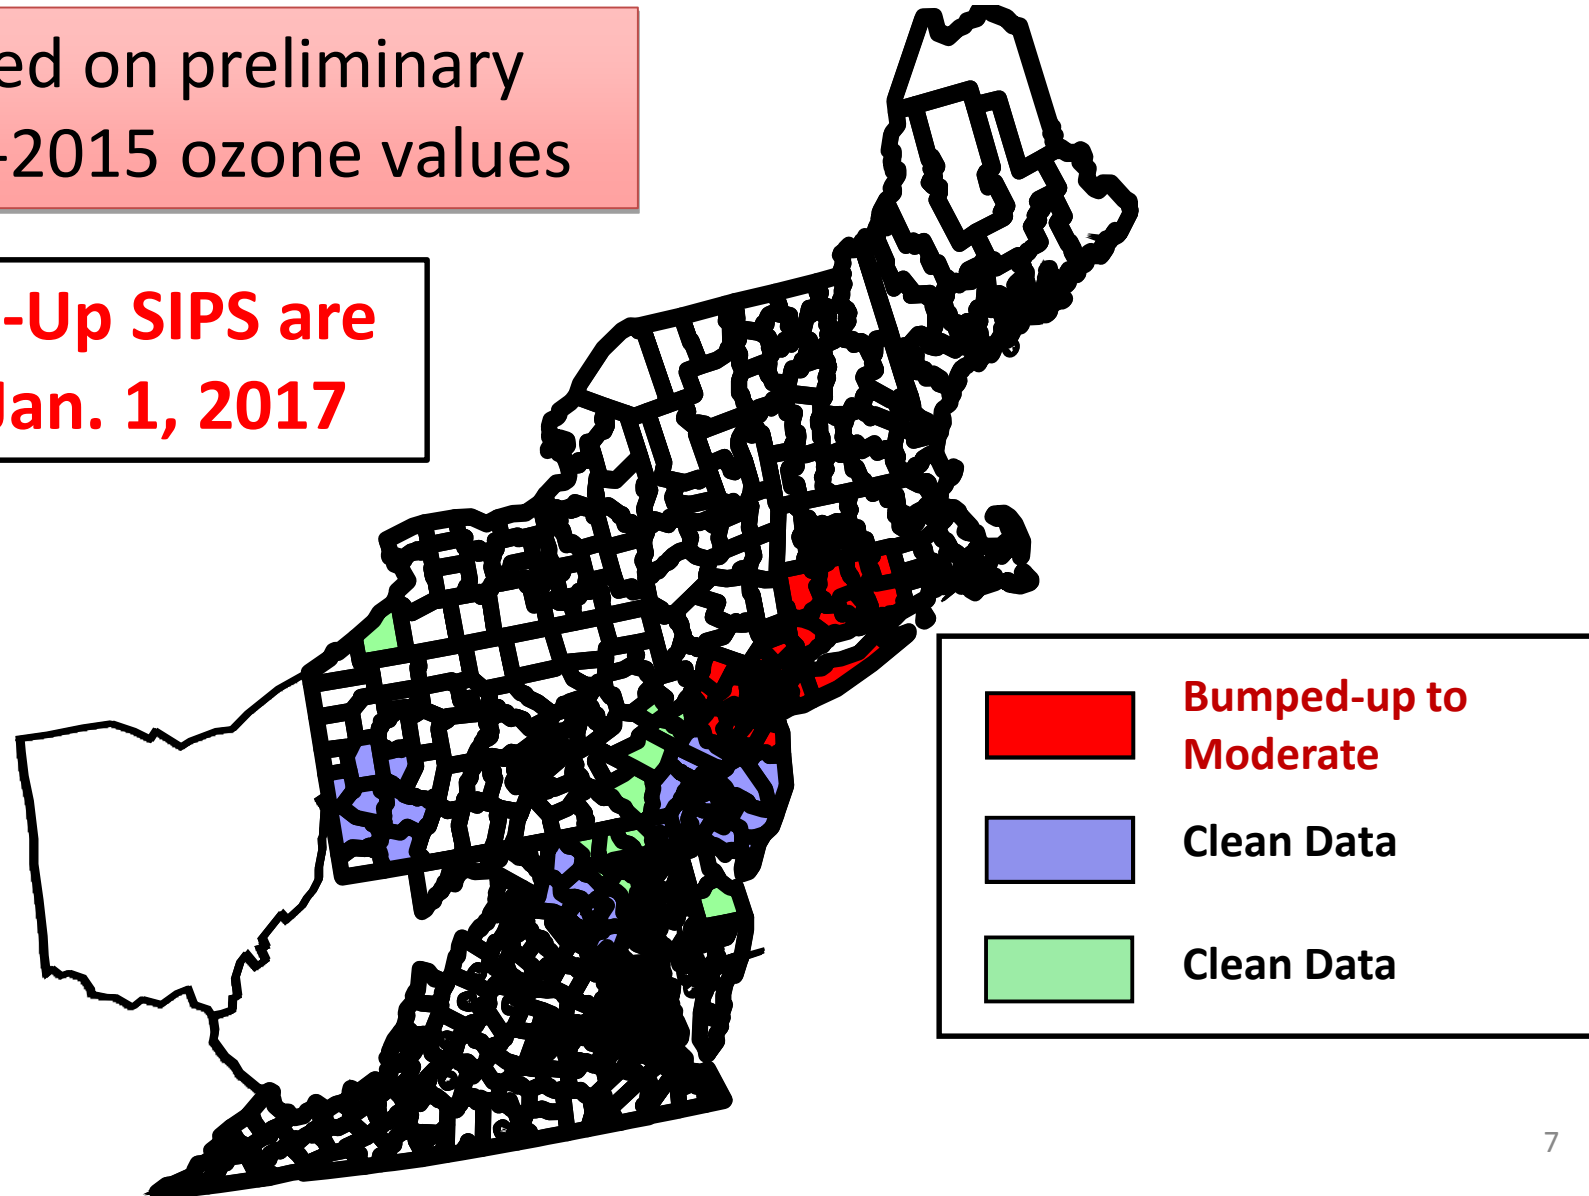 ed on preliminary
-2015 ozone values
-Up SIPS are
Jan. 1, 2017
Bumped-up to
Moderate
Clean Data
Clean Data
7